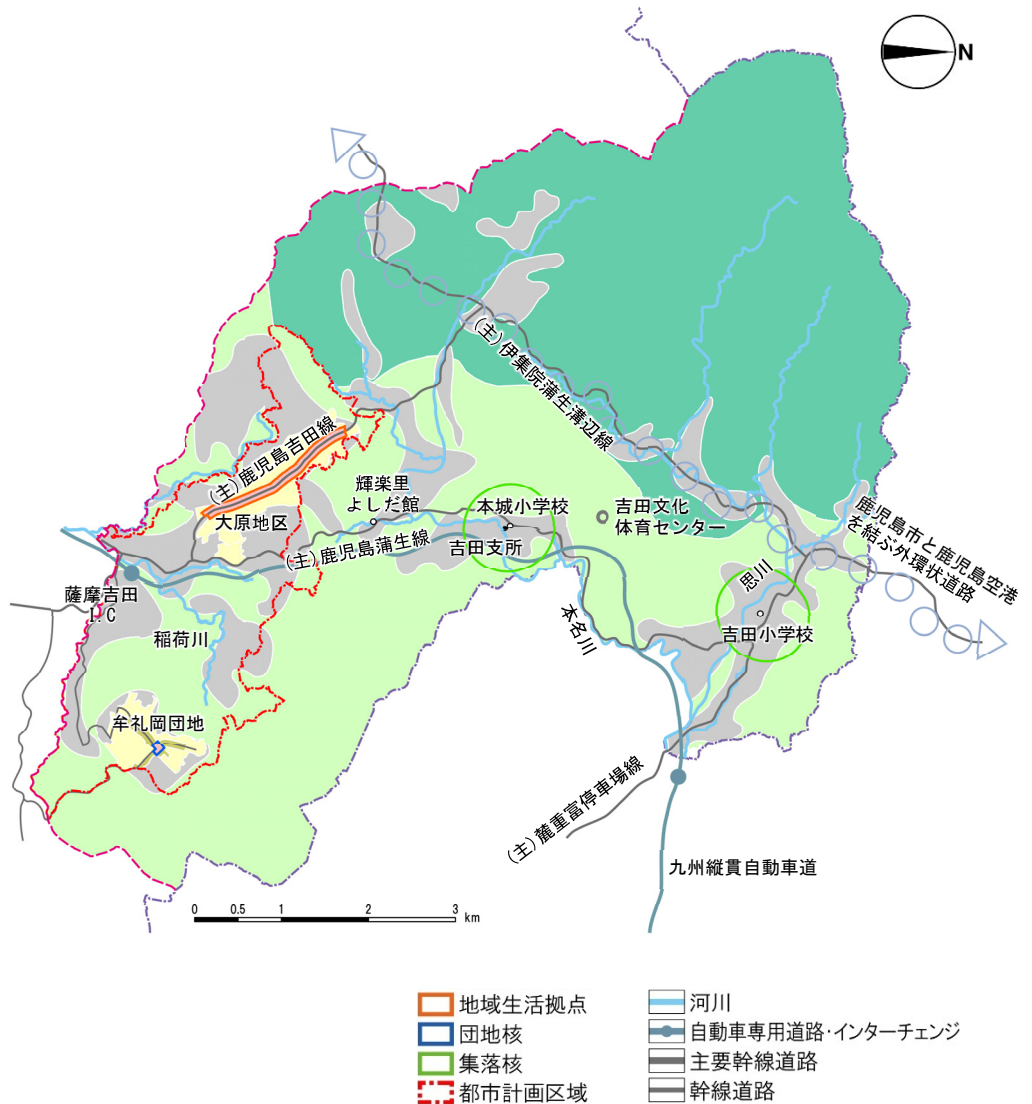 N
(主)伊集院蒲生溝辺線
(主)鹿児島吉田線
輝楽里
よしだ館
本城小学校
吉田文化
体育センター
大原地区
(主)鹿児島蒲生線
吉田支所
鹿児島市と鹿児島空港
を結ぶ外環状道路
思川
薩摩吉田
I.C
稲荷川
本名川
吉田小学校
牟礼岡団地
(主)麓重富停車場線
九州縦貫自動車道
0 0.5 1 2 3
km
地域生活拠点
団地核
集落核
都市計画区域
河川
自動車専用道路・インターチェンジ
主要幹線道路
幹線道路